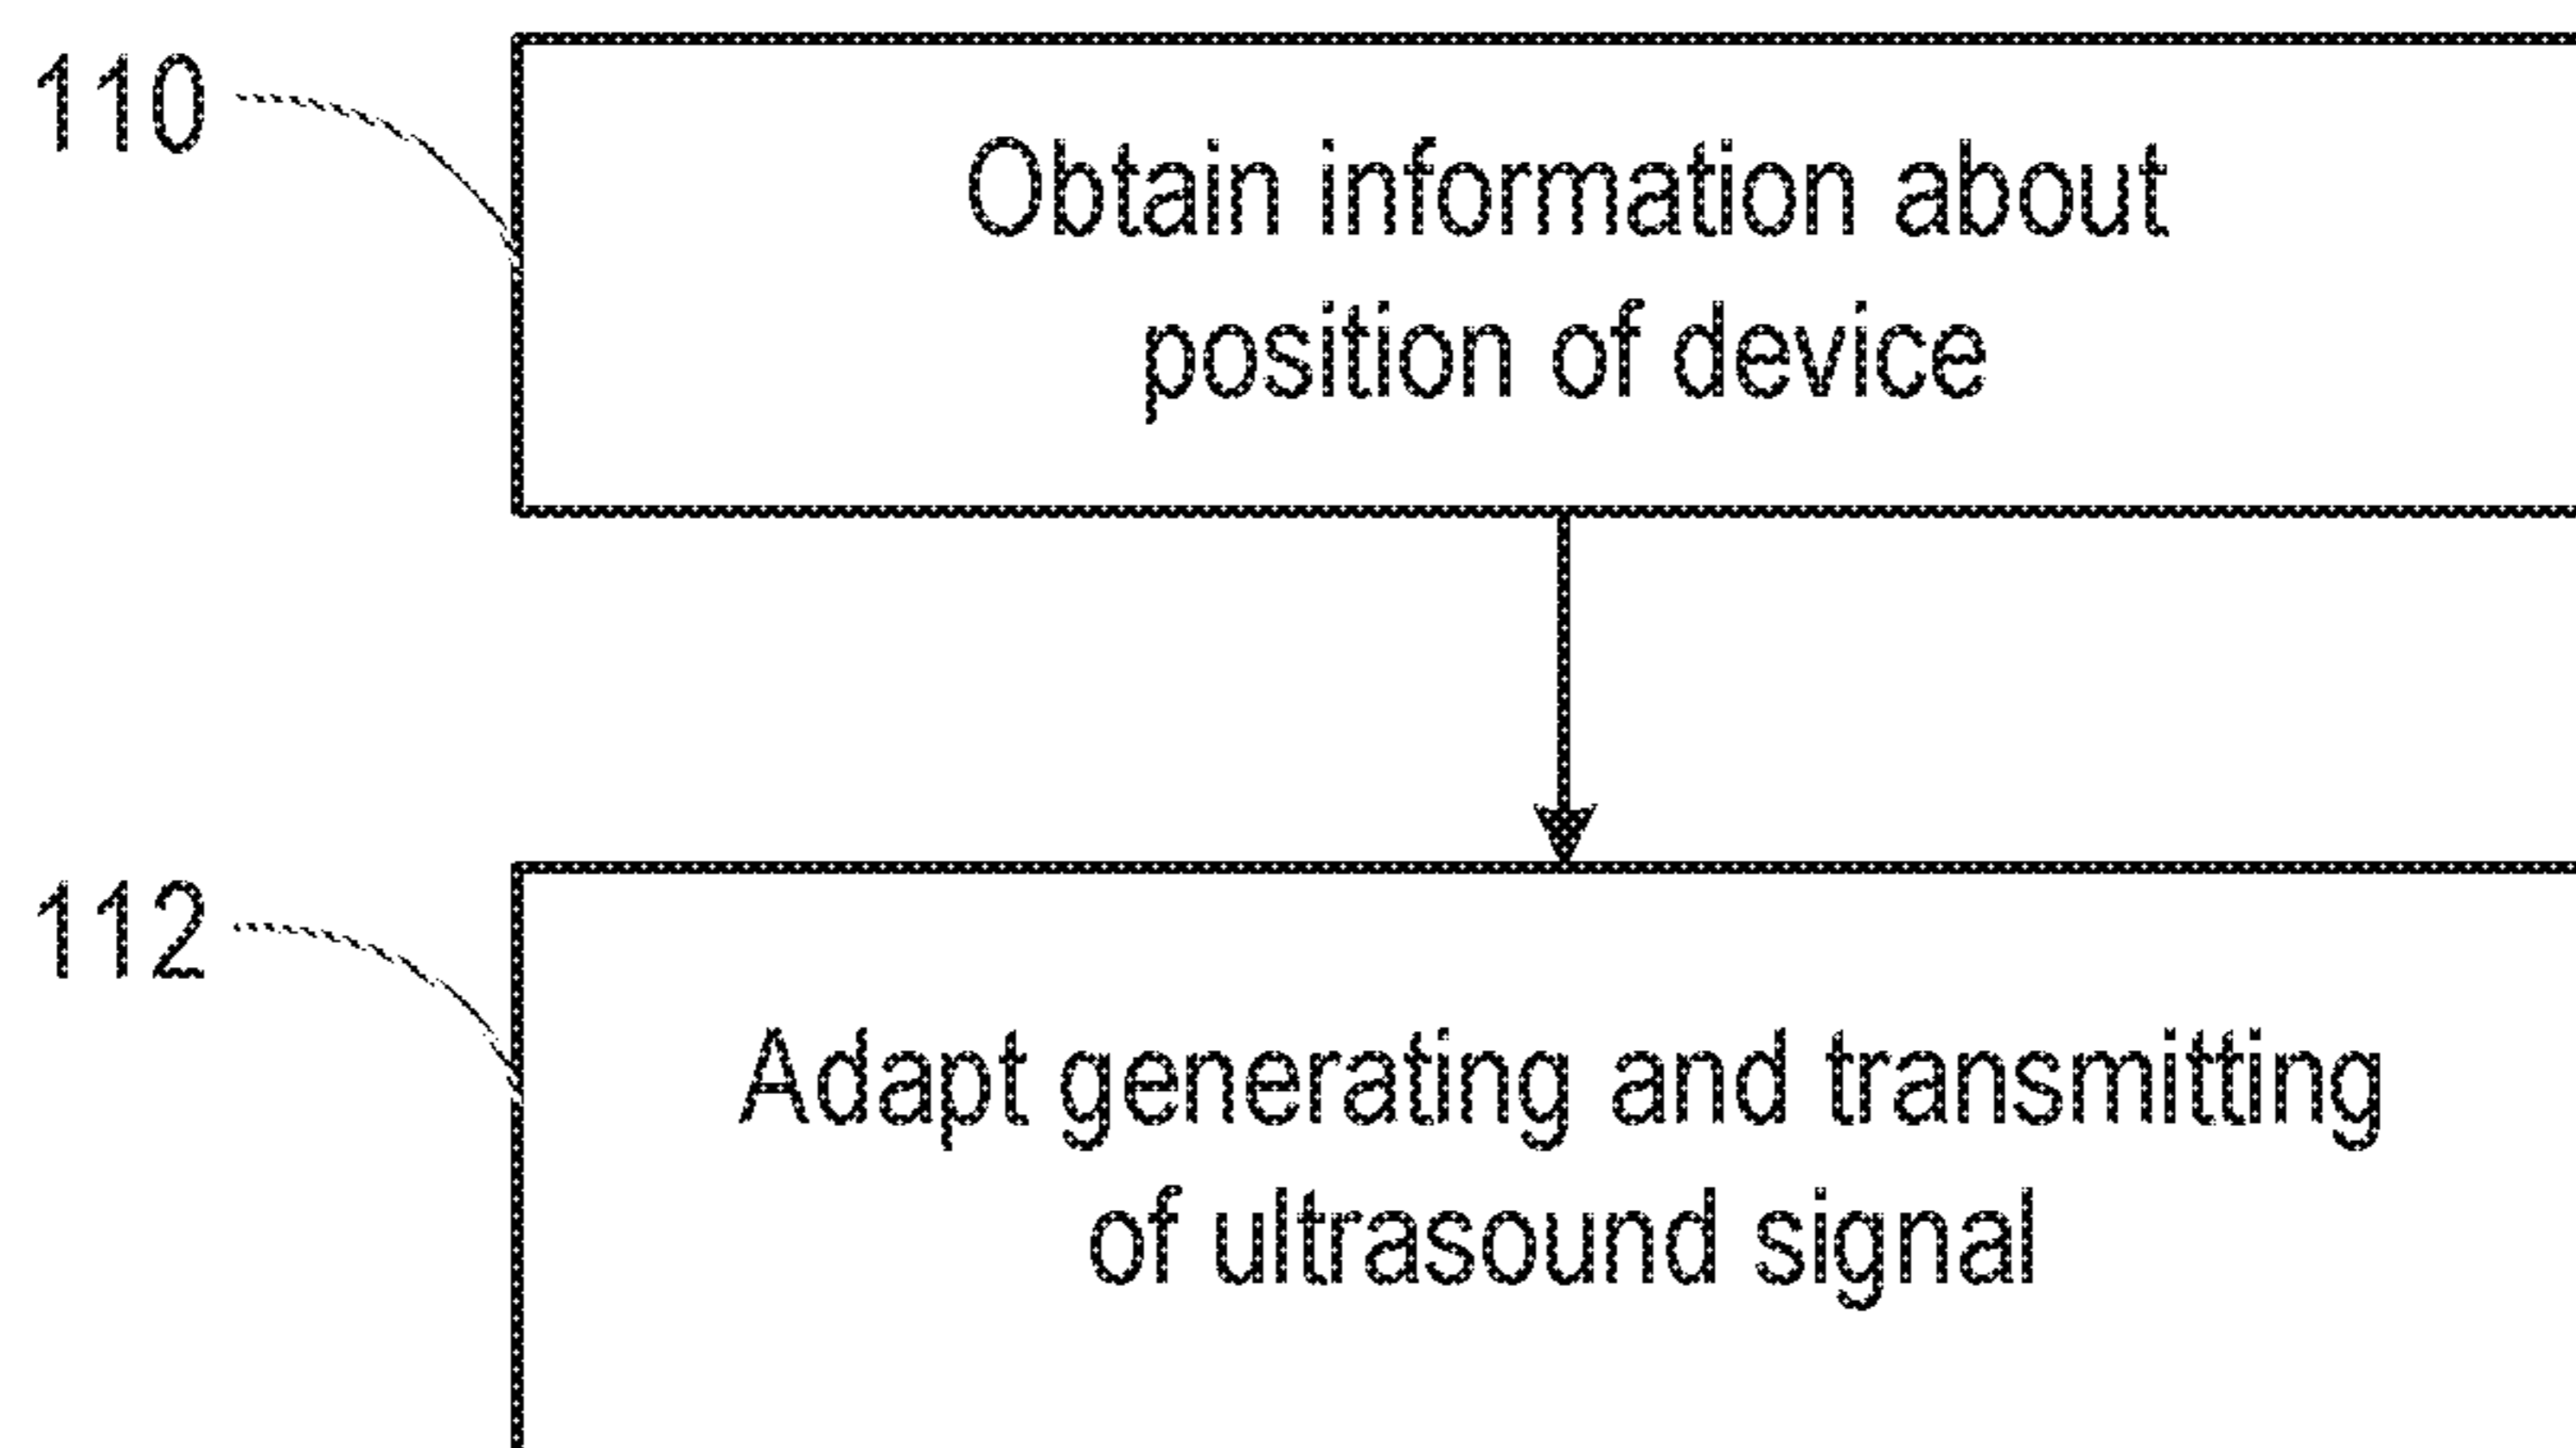 110
Obtain information about
position of device
112
Adapt generating and transmitting
of ultrasound signal